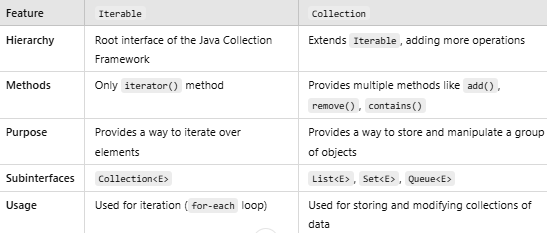 Feature Iterable Collection
Hierarchy Root interface of the Java Collection Extends Iterable, adding more operations
Framework
Methods Only iterator() method Provides multiple methods like add(),
remove(), contains()
Purpose Provides a way to iterate over Provides a way to store and manipulate a group
elements of objects
Subinterfaces Collection<E> List<E>, Set<E>, Queue<E>
Usage Used for iteration (for-each loop) Used for storing and modifying collections of
data